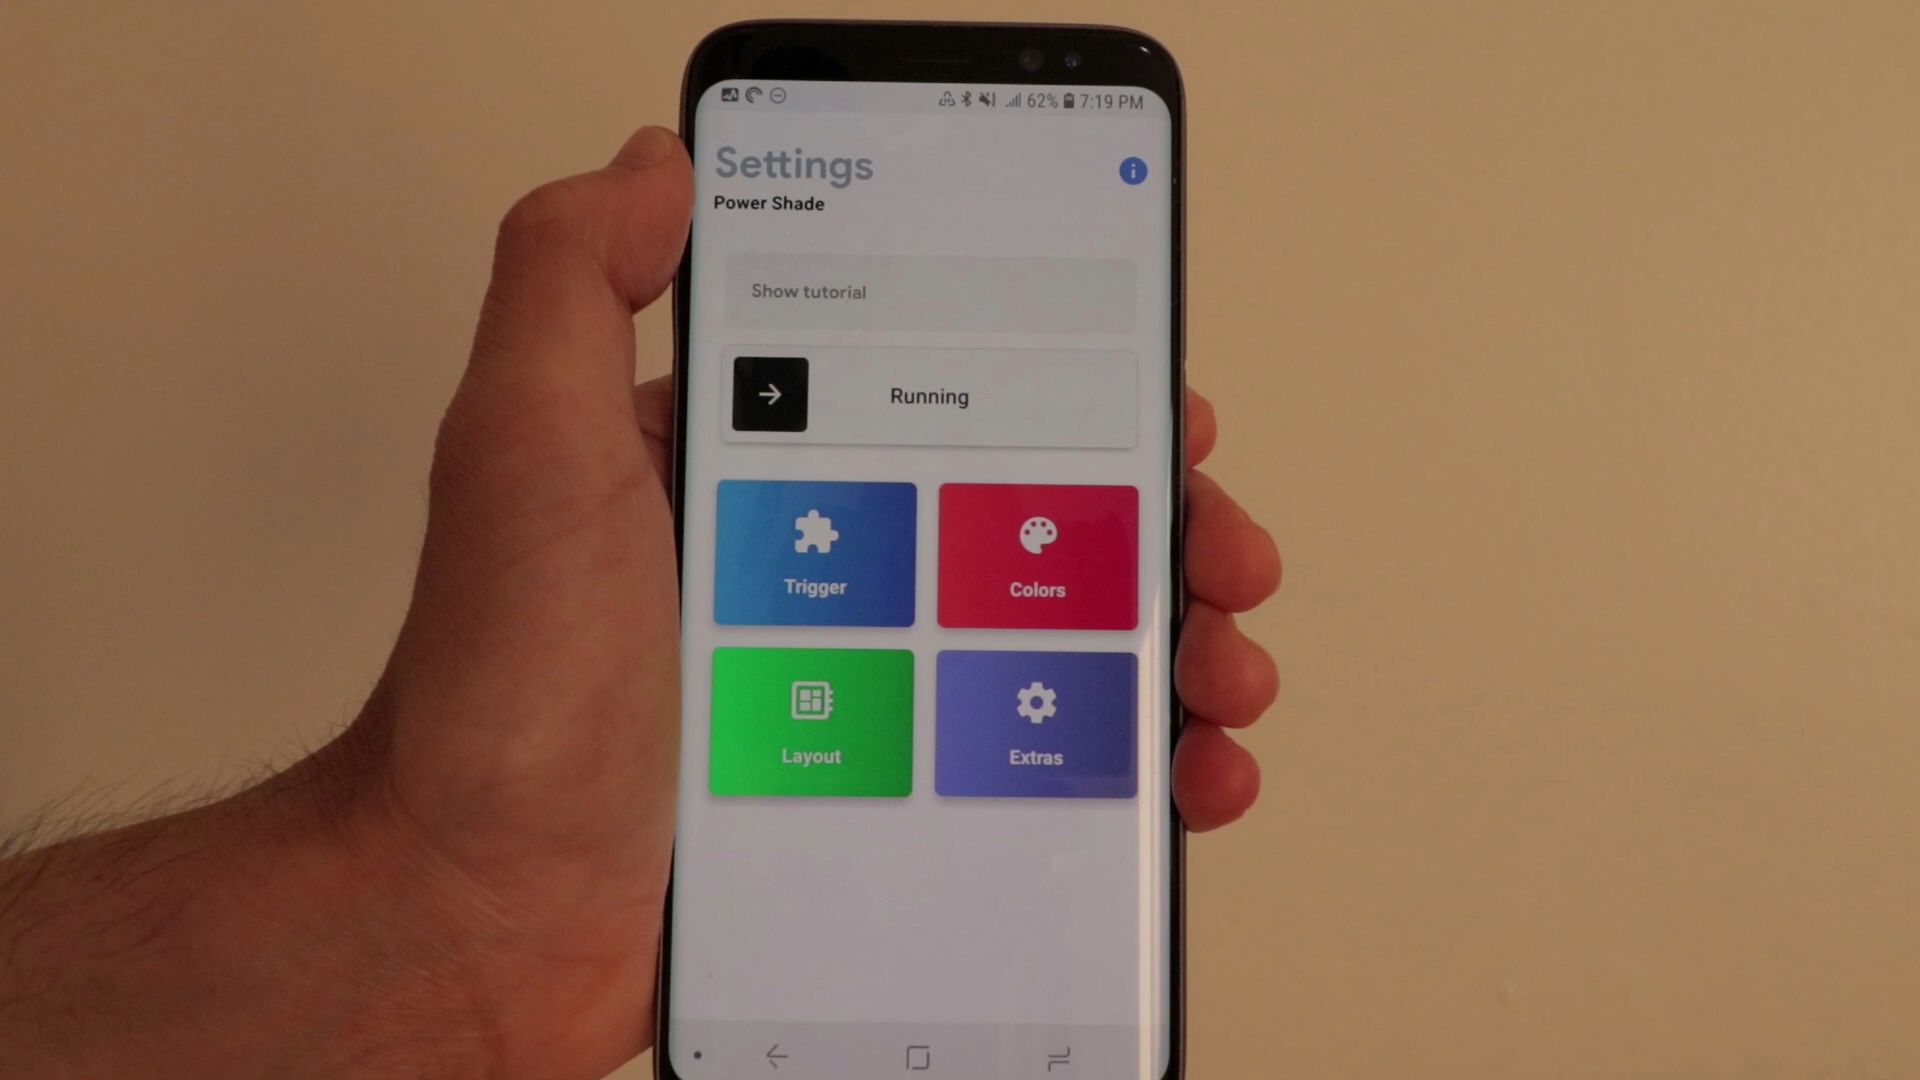 62% 7:19 PM
Settings
Power Shade
Show tutorial
Running
Trigger
Colors
Layout
Extras